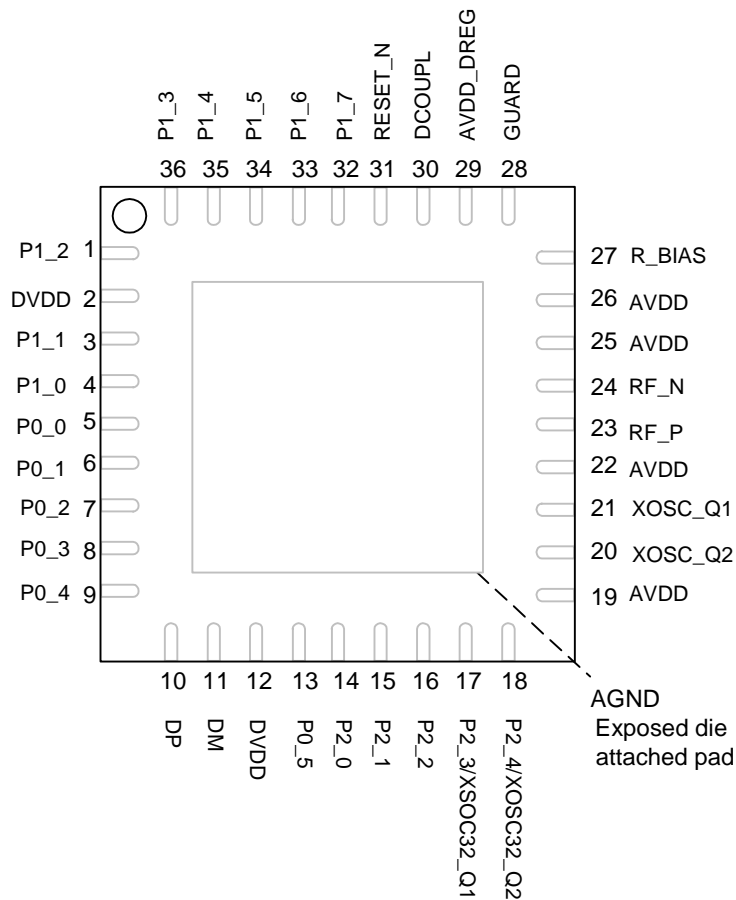 P1_3
P1_4
P1_5
P1_6
P1_7
RESET_N
DCOUPL
AVDD_DREG
GUARD
36 35 34 33 32 31 30 29 28
P1_2 1
DVDD 2
P1_1 3
P1_0 4
P0_0 5
P0_1 6
P0_2 7
P0_3 8
P0_4 9
27 R_BIAS
26 AVDD
25 AVDD
24 RF_N
23 RF_P
22 AVDD
21 XOSC_Q1
20 XOSC_Q2
19 AVDD
10 11 12 13 14 15 16 17 18
DP
DM
DVDD
P0_5
P2_0
P2_1
P2_2
P2_3/XSOC32_Q1
P2_4/XOSC32_Q2
AGND
Exposed die
attached pad